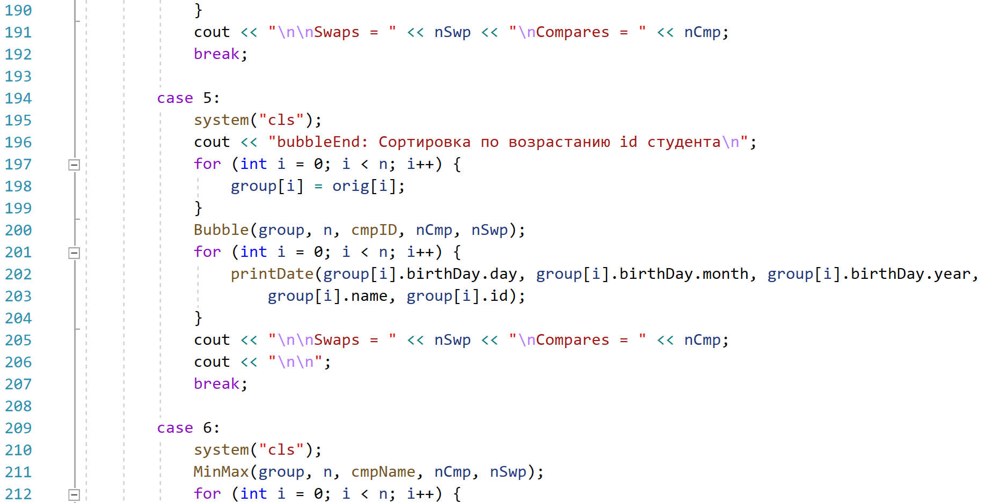 190 }
191 cout << "\n\nSwaps = " << nSwp << "\nCompares = " << nCmp;
192 break;
193
194 case 5:
195 system("cls");
196 cout << "bubbleEnd: Сортировка по возрастанию id студента\n";
197 for (int i = 0; i < n; i++) {
198 group[i] = orig[i];
199 }
200 Bubble(group, n, cmpID, nCmp, nSwp);
201 for (int i = 0; i < n; i++) {
202 printDate(group[i].birthDay.day, group[i].birthDay.month, group[i].birthDay.year,
203 group[i].name, group[i].id);
204 }
205 cout << "\n\nSwaps = " << nSwp << "\nCompares = " << nCmp;
206 cout << "\n\n";
207 break;
208
209 case 6:
210 system("cls");
211 MinMax(group, n, cmpName, nCmp, nSwp);
212 for (int i = 0; i < n; i++) {